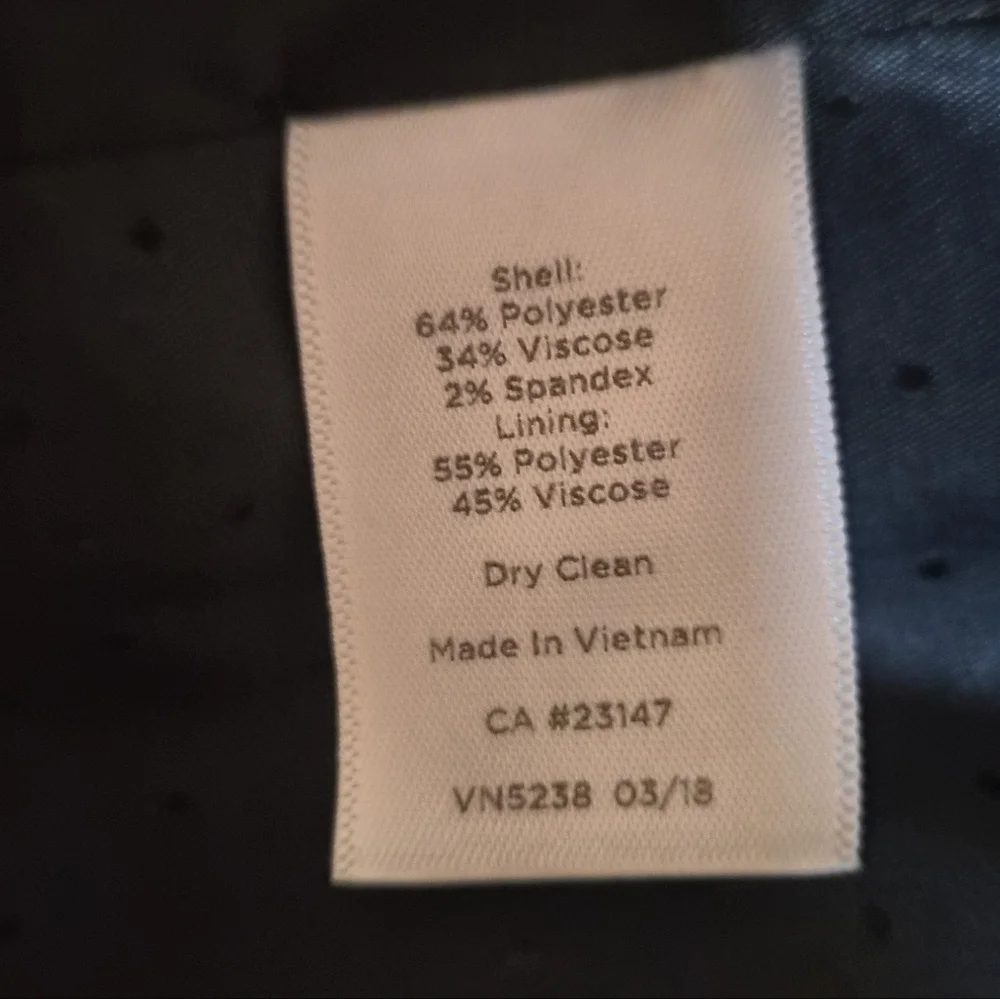 Shell:
64% Polyester
34% Viscose
2% Spandex
Lining:
55% Polyester
45% Viscose
Dry Clean
Made In Vietnam
CA #23147
VN5238 03/18